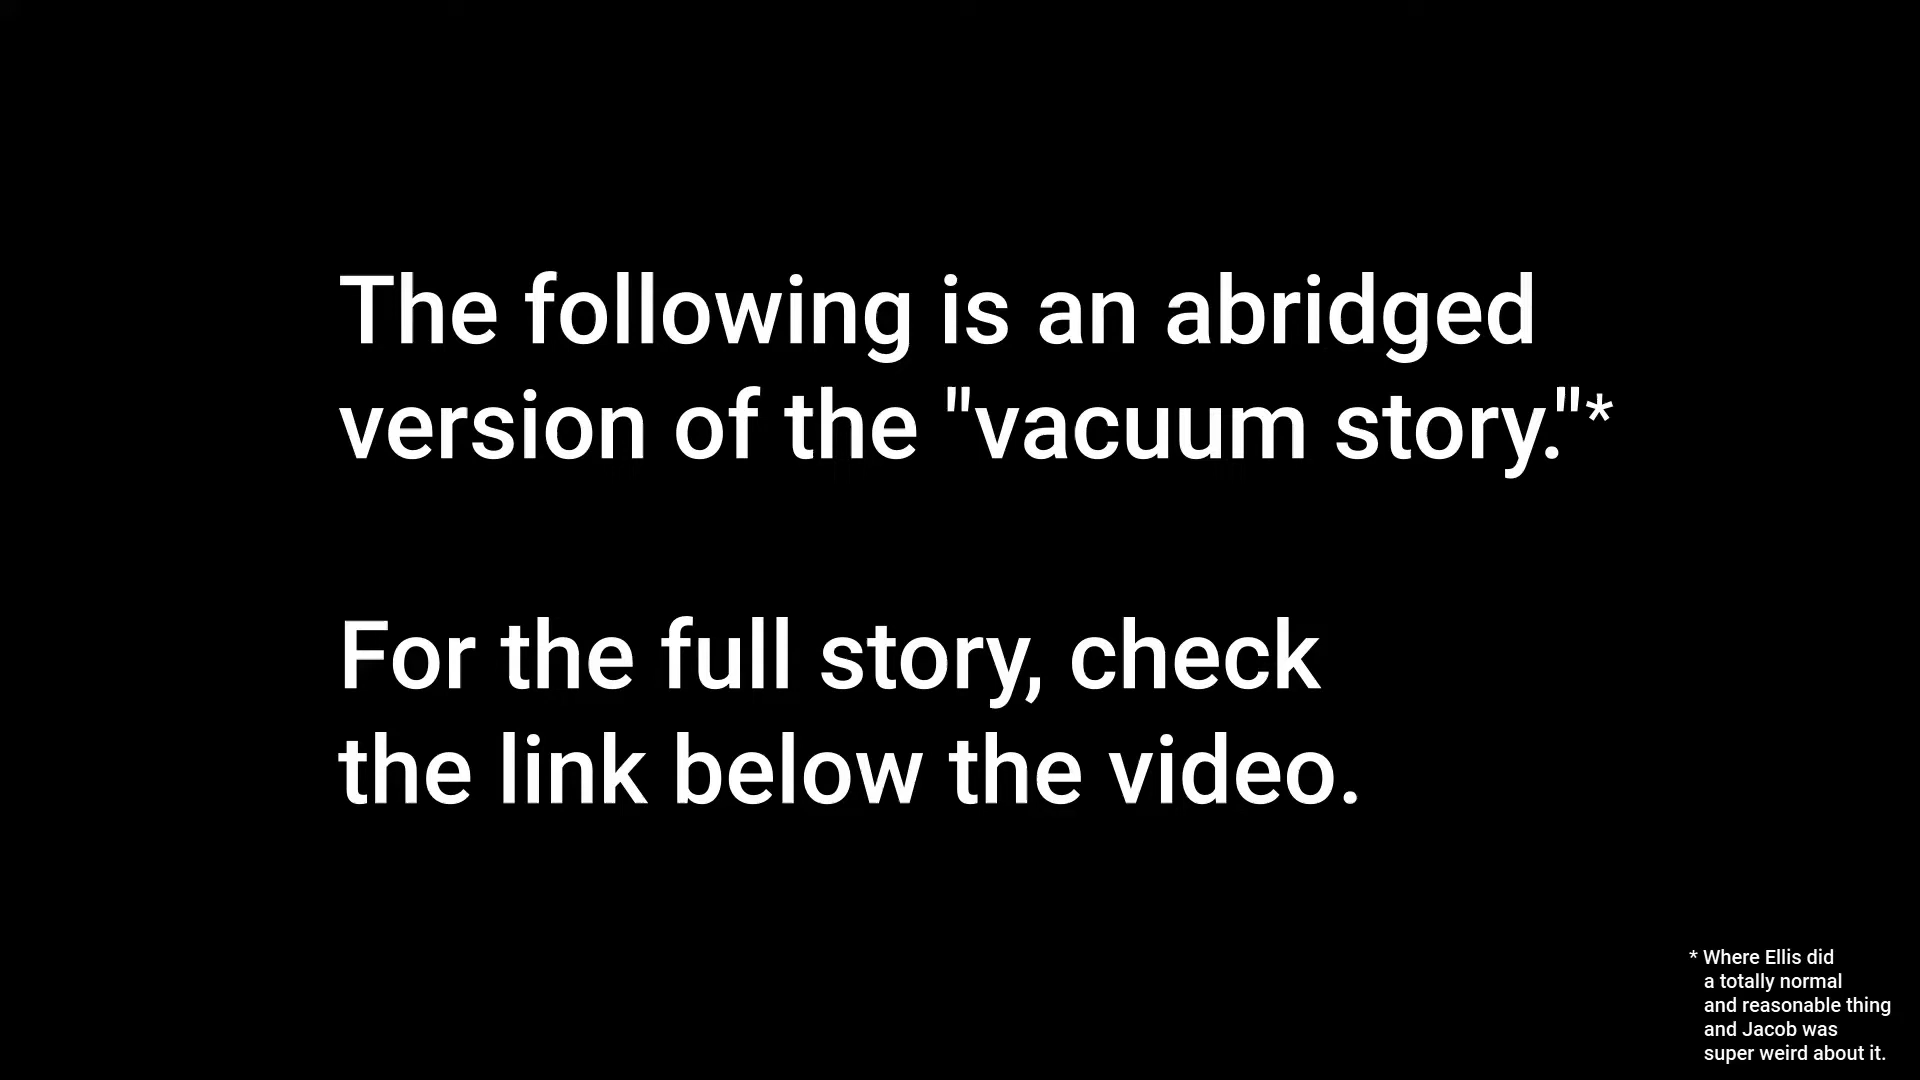 The following is an abridged
version of the "vacuum story."*
For the full story, check
the link below the video.
* Where Ellis did
a totally normal
and reasonable thing
and Jacob was
super weird about it.